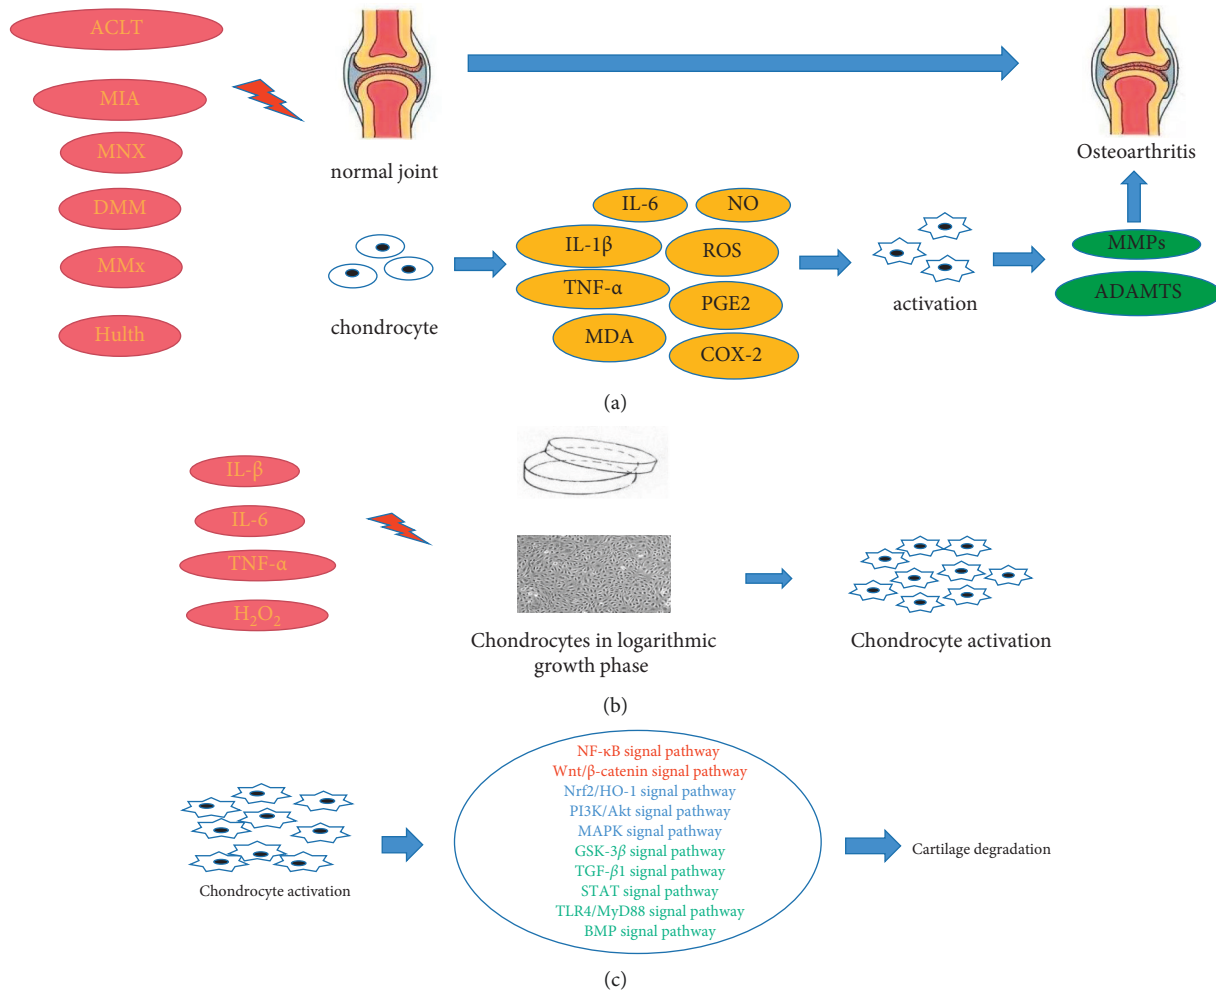 ACLT
MIA
MNX
DMM
MMx
Hulth
normal joint
Osteoarthritis
chondrocyte
IL-6
NO
IL-1β
ROS
TNF-α
PGE2
MDA
COX-2
activation
MMPs
ADAMTS
(a)
IL-β
IL-6
TNF-α
H₂O₂
Chondrocytes in logarithmic
growth phase
Chondrocyte activation
(b)
Chondrocyte activation
NF-κB signal pathway
Wnt/β-catenin signal pathway
Nrf2/HO-1 signal pathway
PI3K/Akt signal pathway
MAPK signal pathway
GSK-3β signal pathway
TGF-β1 signal pathway
STAT signal pathway
TLR4/MyD88 signal pathway
BMP signal pathway
Cartilage degradation
(c)